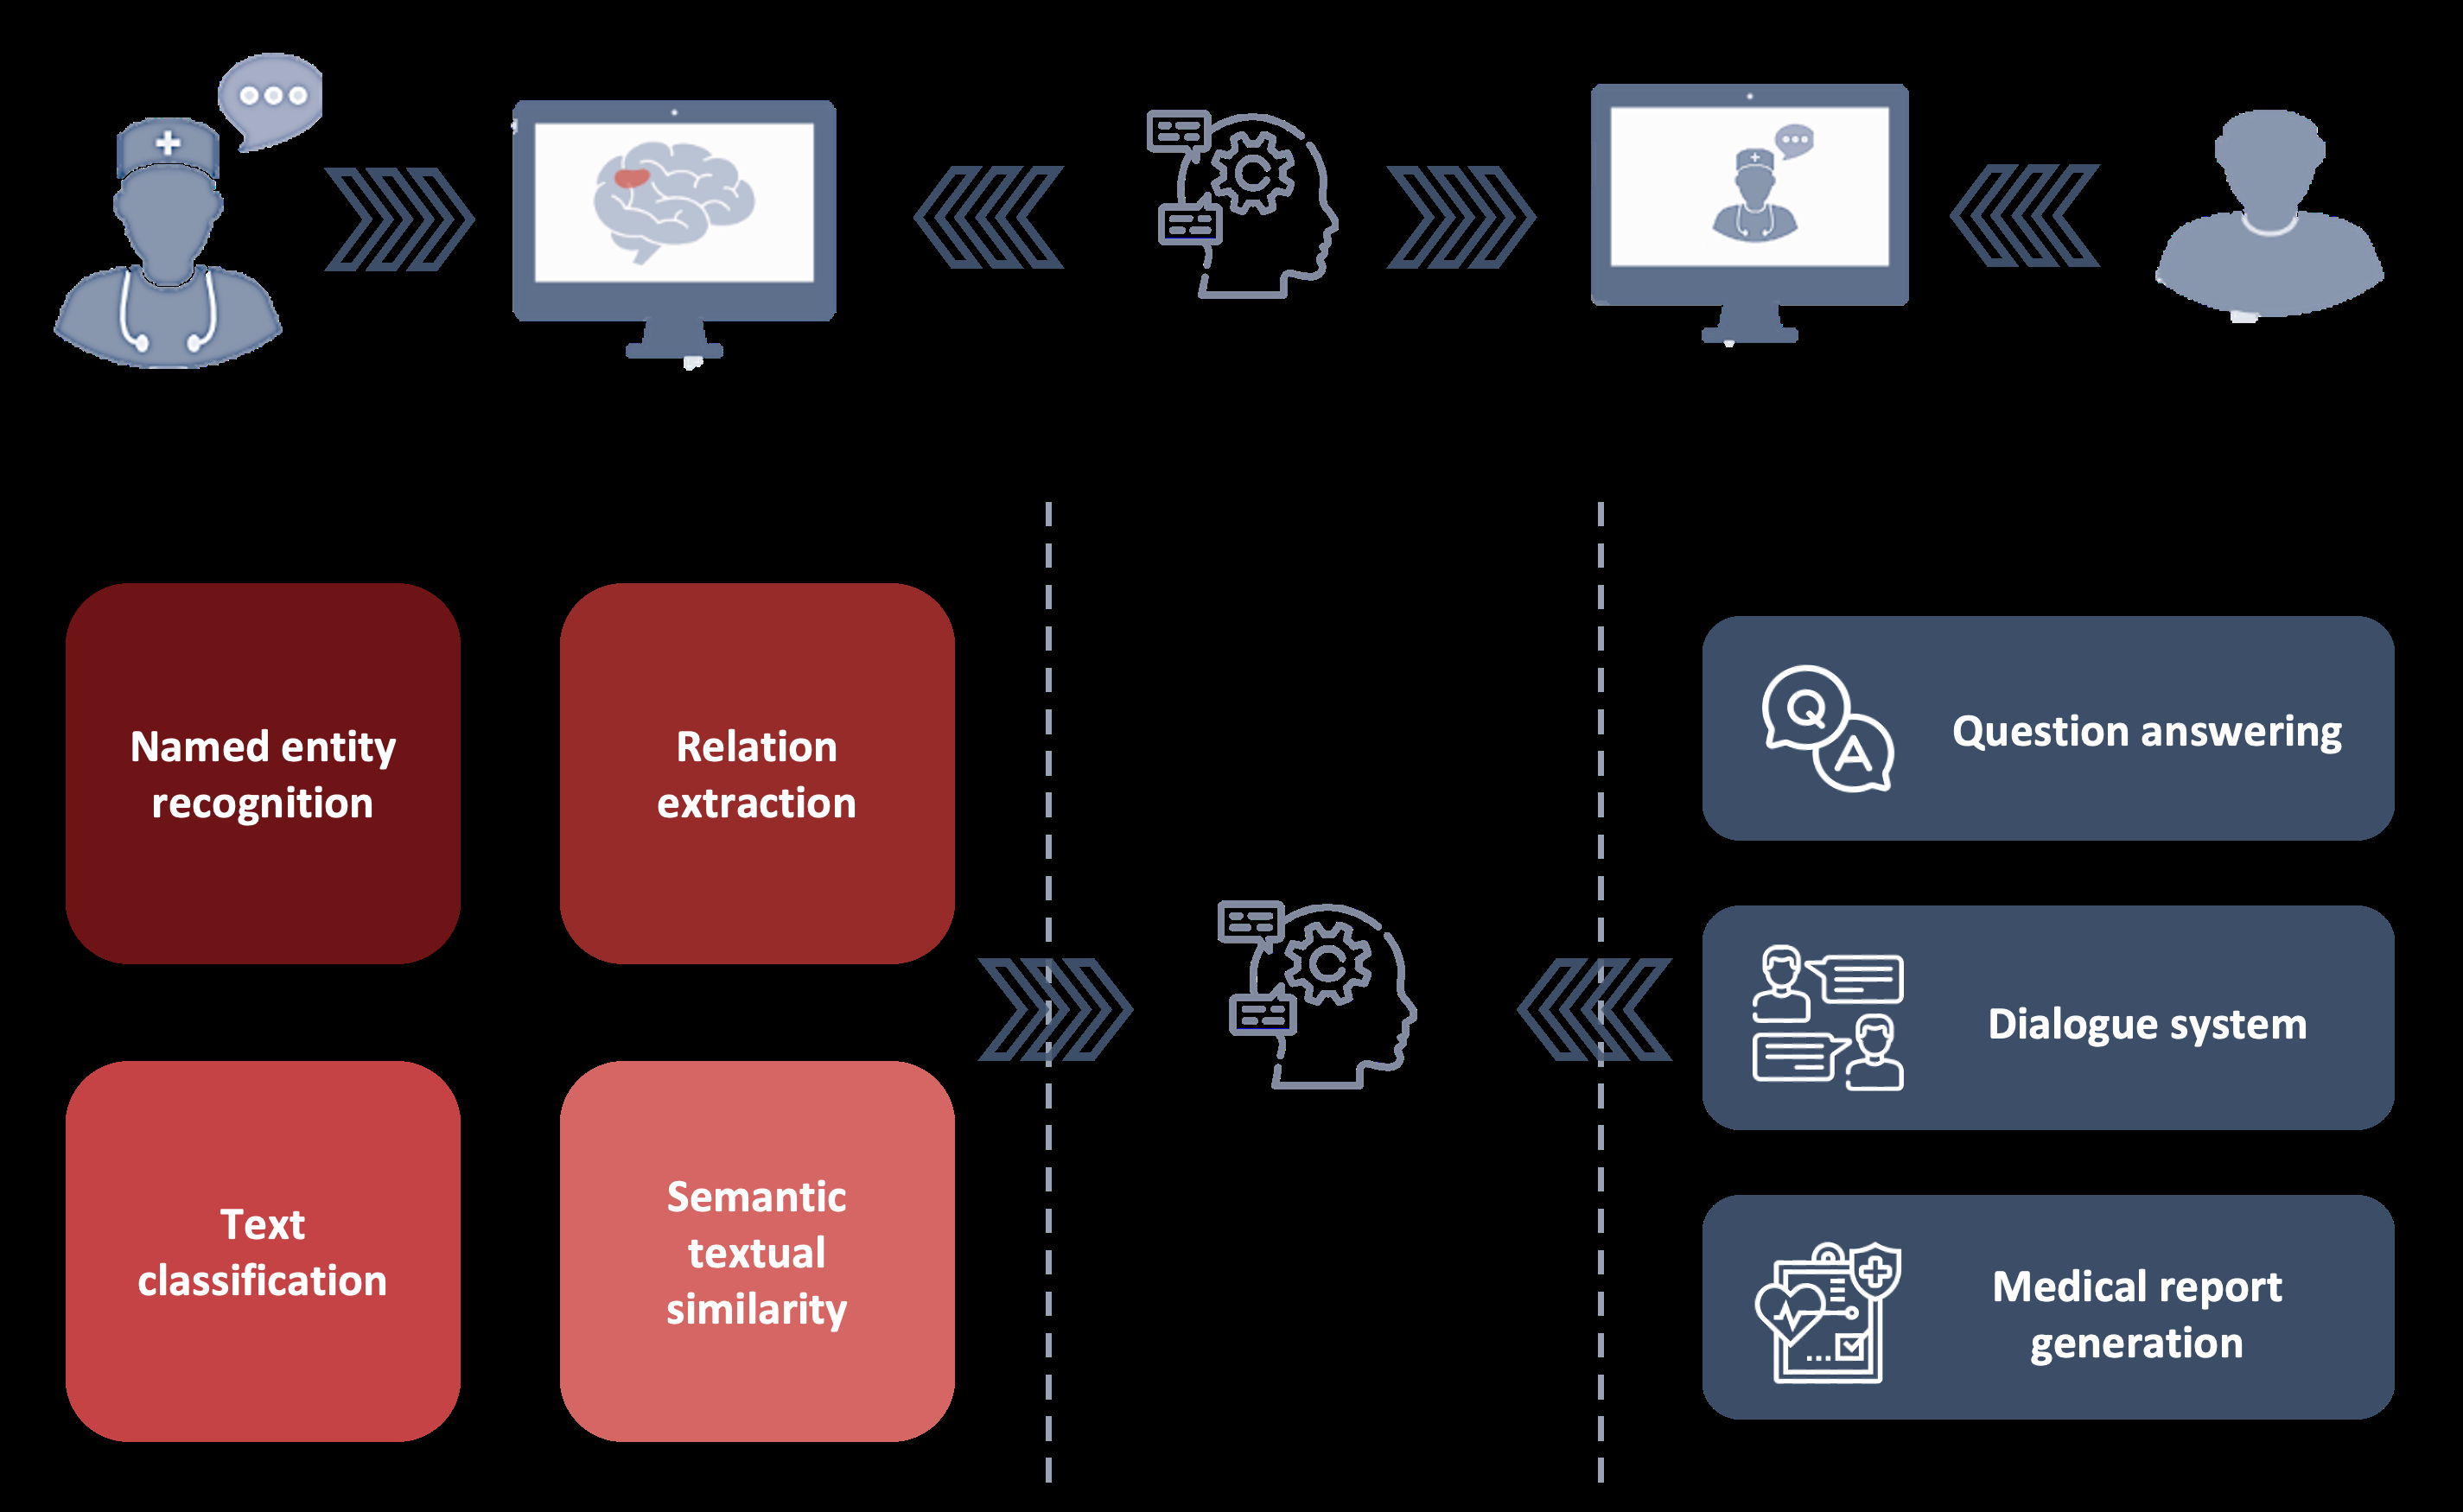 Named entity
recognition
Relation
extraction
Text
classification
Semantic
textual
similarity
Q
A
Question answering
Dialogue system
Medical report
generation